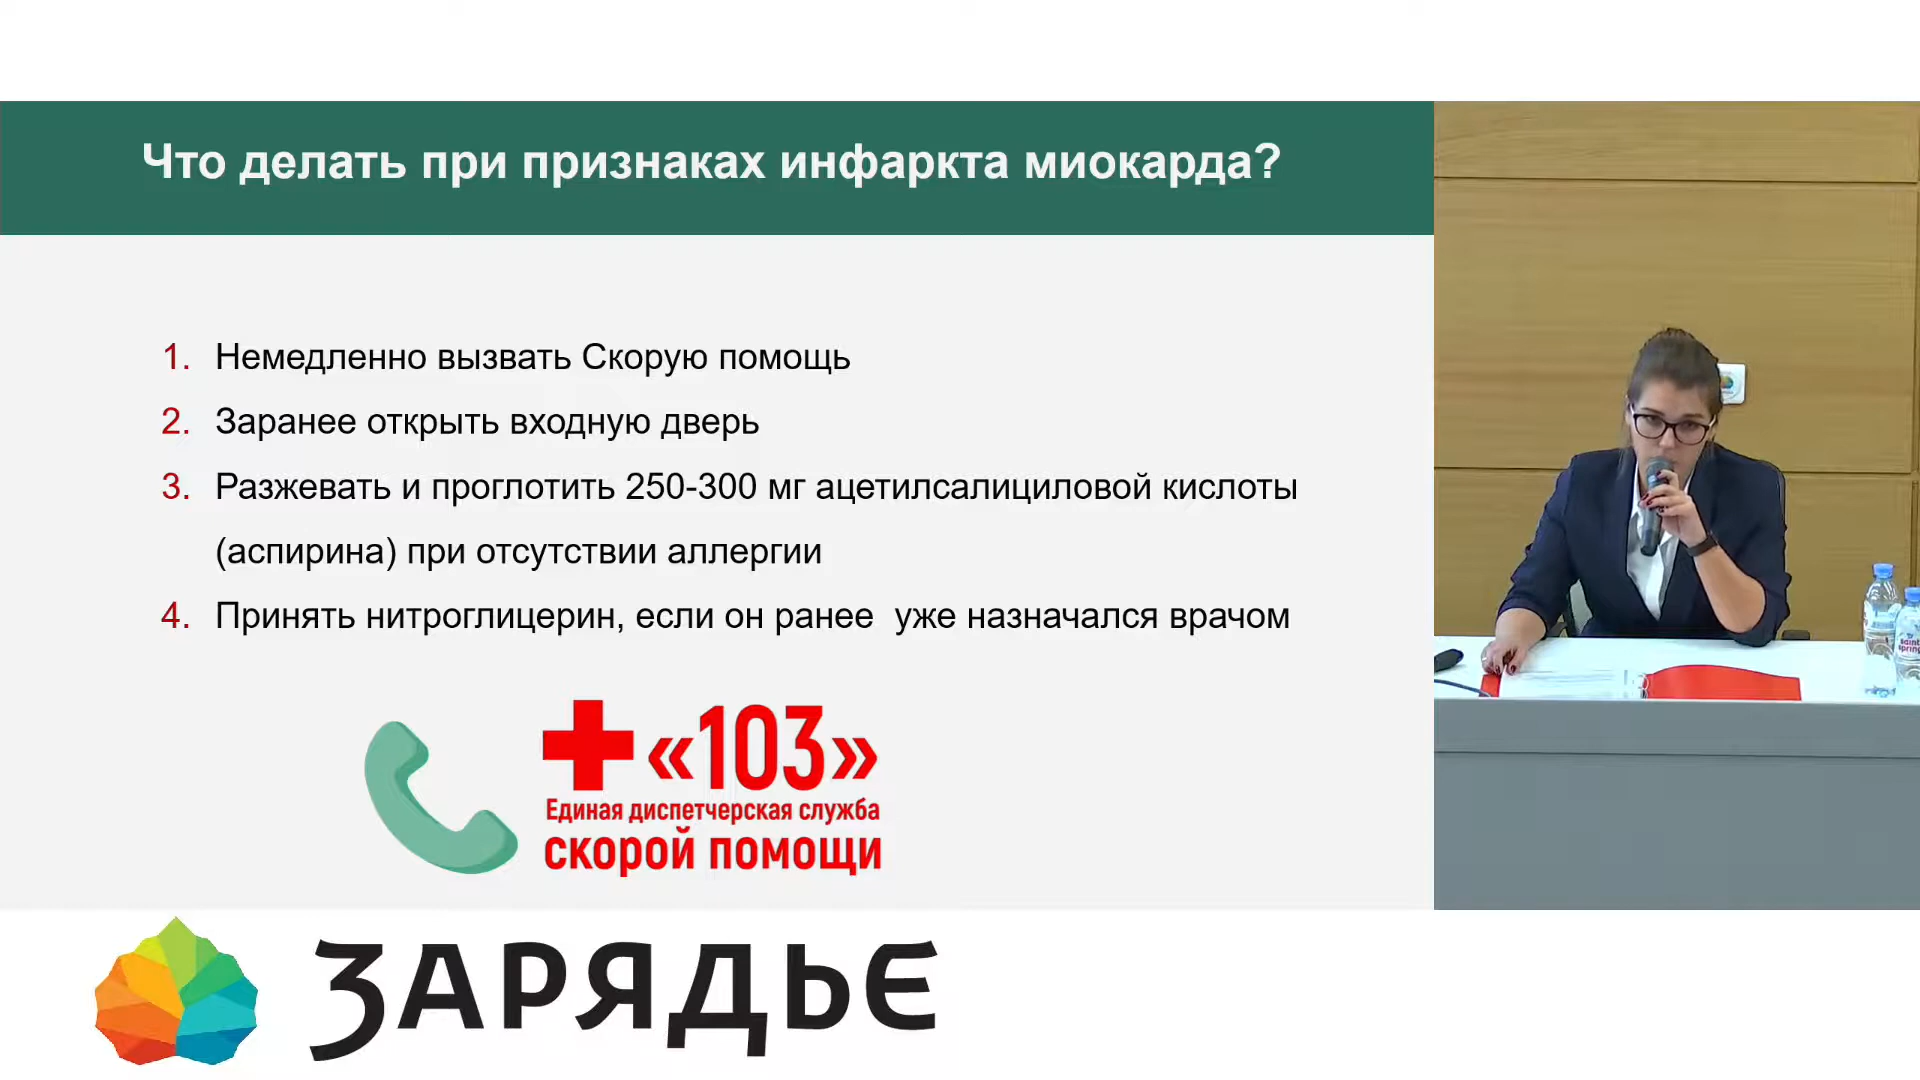 Что делать при признаках инфаркта миокарда?
1. Немедленно вызвать Скорую помощь
2. Заранее открыть входную дверь
3. Разжевать и проглотить 250-300 мг ацетилсалициловой кислоты
(аспирина) при отсутствии аллергии
4. Принять нитроглицерин, если он ранее уже назначался врачом
«103»
Единая диспетчерская служба
скорой помощи
saint
spring
ЗАРЯДЬЕ